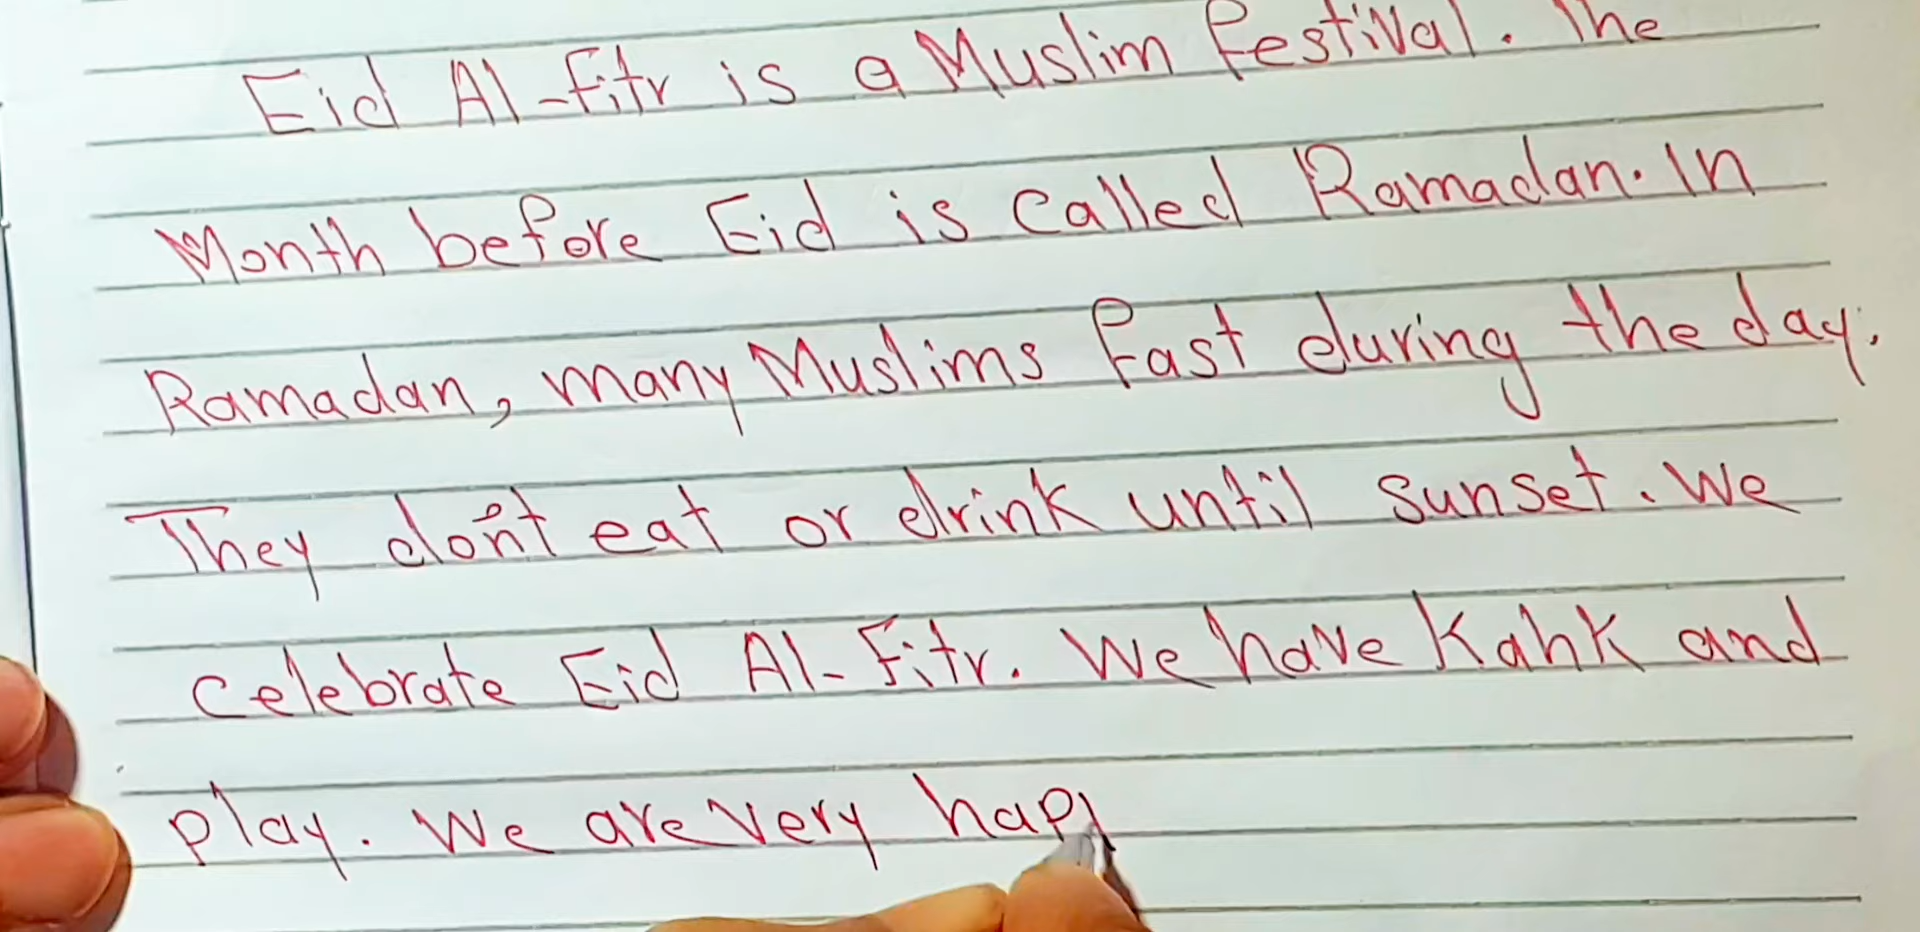 Eid Al-Fitr is a Muslim festival. The
Month before Eid is called Ramadan. In
Ramadan, many Muslims fast during the day.
They don't eat or drink until sunset. We
celebrate Eid Al-Fitr. We have Kahk and
play. We are very hap